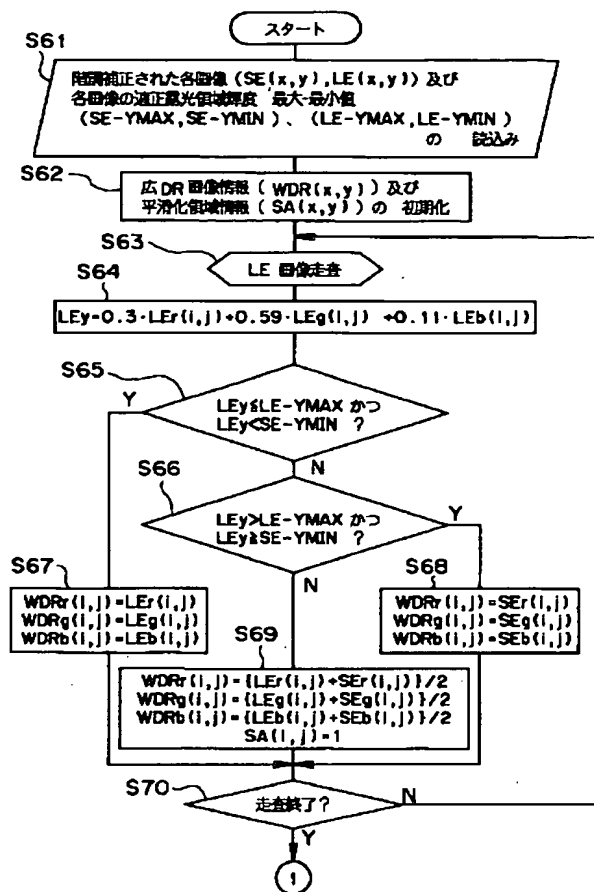 スタート
S61
階調補正された各画像(SE(x,y),LE(x,y))及び
各画像の適正露光領域輝度 最大-最小値
(SE-YMAX,SE-YMIN)、(LE-YMAX,LE-YMIN)
の 読込み
S62
広DR画像情報(WDR(x,y))及び
平滑化領域情報(SA(x,y))の 初期化
S63
LE 画像走査
S64
LEy=0.3·LEr(i,j)+0.59·LEg(i,j) +0.11·LEb(i,j)
S65
LEy≦LE-YMAX かつ
LEy<SE-YMIN ?
Y
N
S66
LEy>LE-YMAX かつ
LEy≧SE-YMIN ?
Y
N
S67
WDRr(i,j)=LEr(i,j)
WDRg(i,j)=LEg(i,j)
WDRb(i,j)=LEb(i,j)
S68
WDRr(i,j)=SEr(i,j)
WDRg(i,j)=SEg(i,j)
WDRb(i,j)=SEb(i,j)
S69
WDRr(i,j)={LEr(i,j)+SEr(i,j)}/2
WDRg(i,j)={LEg(i,j)+SEg(i,j)}/2
WDRb(i,j)={LEb(i,j)+SEb(i,j)}/2
SA(i,j)=1
S70
走査終了?
N
Y
1